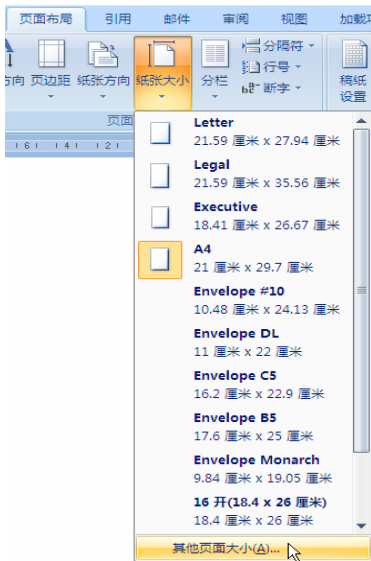 页面布局 引用 邮件 审阅 视图 加载项
方向 页边距 纸张方向 纸张大小 分栏 分隔符 行号 断字 稿纸
设置
页面
6 4 2
Letter
21.59 厘米 x 27.94 厘米
Legal
21.59 厘米 x 35.56 厘米
Executive
18.41 厘米 x 26.67 厘米
A4
21 厘米 x 29.7 厘米
Envelope #10
10.48 厘米 x 24.13 厘米
Envelope DL
11 厘米 x 22 厘米
Envelope C5
16.2 厘米 x 22.9 厘米
Envelope B5
17.6 厘米 x 25 厘米
Envelope Monarch
9.84 厘米 x 19.05 厘米
16 开(18.4 x 26 厘米)
18.4 厘米 x 26 厘米
其他页面大小(A)...